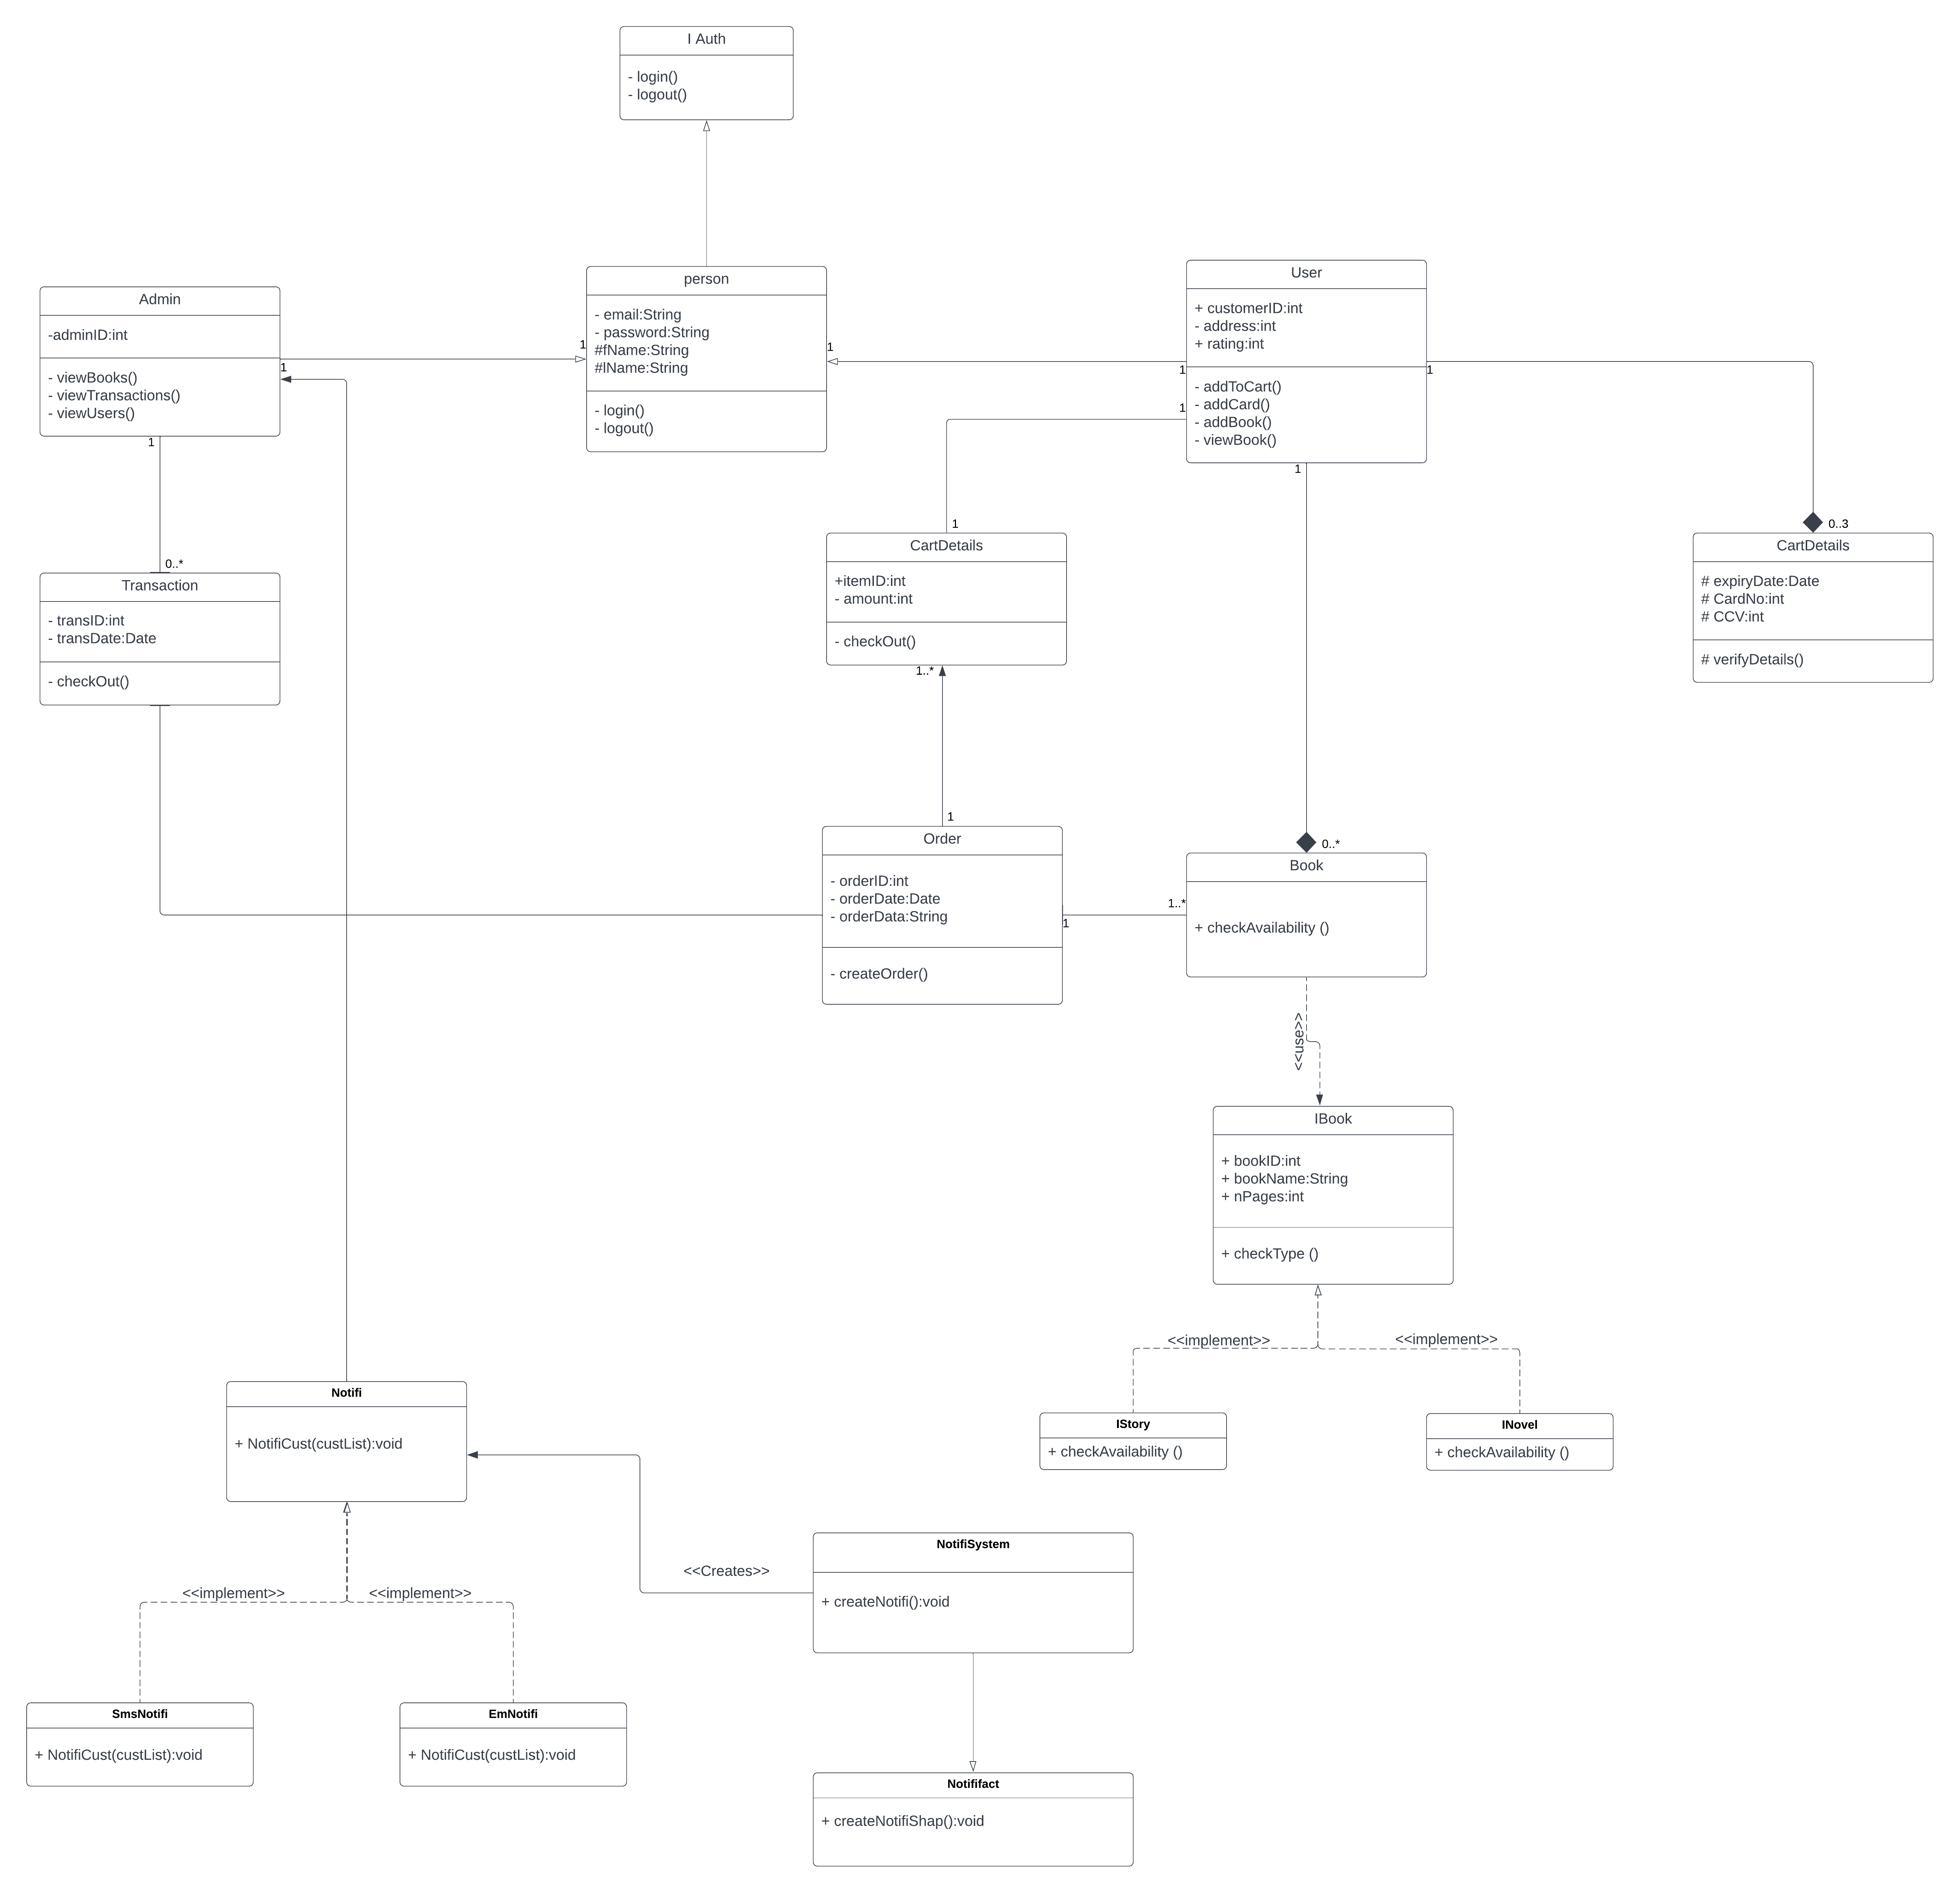 I Auth
- login()
- logout()
Admin
-adminID:int
- viewBooks()
- viewTransactions()
- viewUsers()
1
1
1
person
- email:String
- password:String
#fName:String
#lName:String
- login()
- logout()
1
User
+ customerID:int
- address:int
+ rating:int
- addToCart()
- addCard()
- addBook()
- viewBook()
1
1
1
1
1
0..*
Transaction
- transID:int
- transDate:Date
- checkOut()
CartDetails
+itemID:int
- amount:int
- checkOut()
1..*
0..3
CartDetails
# expiryDate:Date
# CardNo:int
# CCV:int
# verifyDetails()
1
Order
- orderID:int
- orderDate:Date
- orderData:String
- createOrder()
1
1..*
0..*
Book
+ checkAvailability ()
<<use>>
IBook
+ bookID:int
+ bookName:String
+ nPages:int
+ checkType ()
<<implement>>
<<implement>>
IStory
+ checkAvailability ()
INovel
+ checkAvailability ()
Notifi
+ NotifiCust(custList):void
<<implement>>
<<implement>>
<<Creates>>
NotifiSystem
+ createNotifi():void
SmsNotifi
+ NotifiCust(custList):void
EmNotifi
+ NotifiCust(custList):void
Notififact
+ createNotifiShap():void